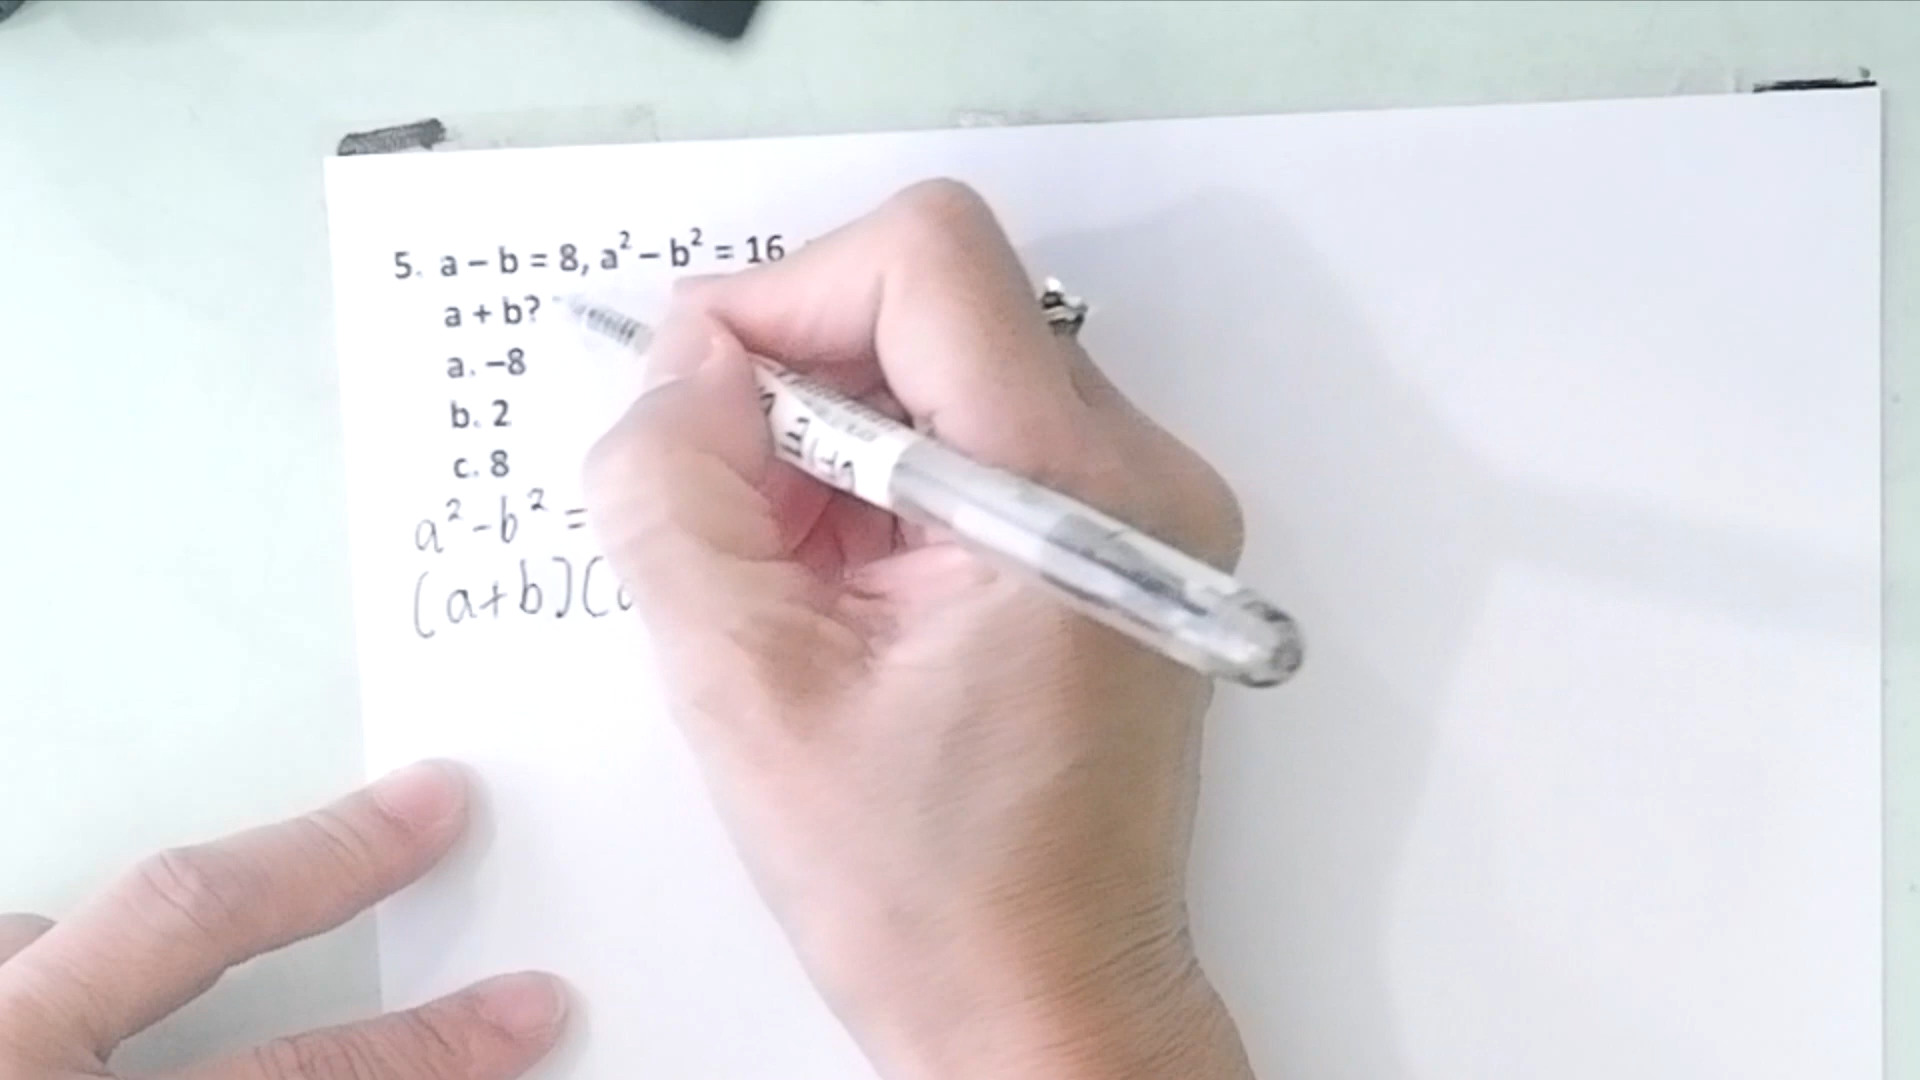 5. a – b = 8, a² – b² = 16
a + b?
a. –8
b. 2
c. 8
a² - b² =
(a+b)(